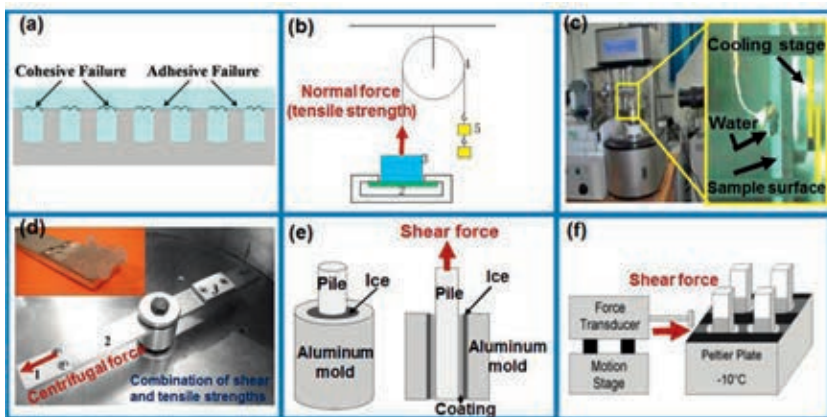 (a)
Cohesive Failure
Adhesive Failure
(b)
Normal force
(tensile strength)
1
5
3
2
(c)
Cooling stage
Water
Sample surface
(d)
1
2
Centrifugal force
Combination of shear
and tensile strengths
(e)
Pile
Ice
Aluminum
mold
Shear force
Pile
Ice
Aluminum
mold
Coating
(f)
Shear force
Force
Transducer
Motion
Stage
Peltier Plate
-10°C